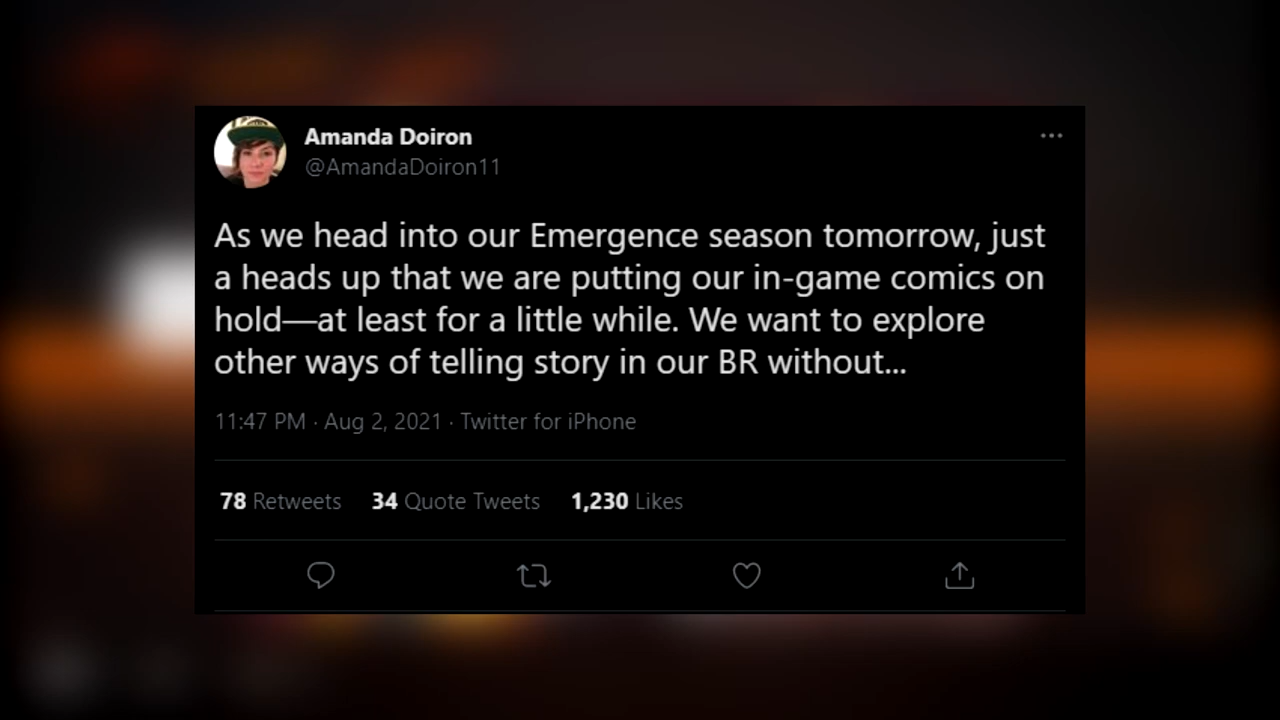 Amanda Doiron
@AmandaDoiron11
As we head into our Emergence season tomorrow, just
a heads up that we are putting our in-game comics on
hold—at least for a little while. We want to explore
other ways of telling story in our BR without...
11:47 PM · Aug 2, 2021 · Twitter for iPhone
78 Retweets 34 Quote Tweets 1,230 Likes